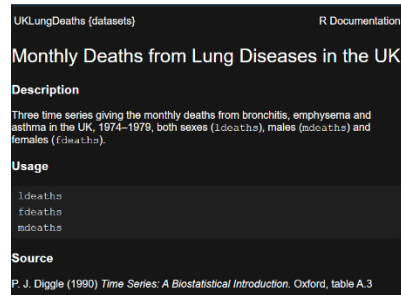 UKLungDeaths {datasets} R Documentation
Monthly Deaths from Lung Diseases in the UK
Description
Three time series giving the monthly deaths from bronchitis, emphysema and
asthma in the UK, 1974–1979, both sexes (ldeaths), males (mdeaths) and
females (fdeaths).
Usage
ldeaths
fdeaths
mdeaths
Source
P. J. Diggle (1990) Time Series: A Biostatistical Introduction. Oxford, table A.3